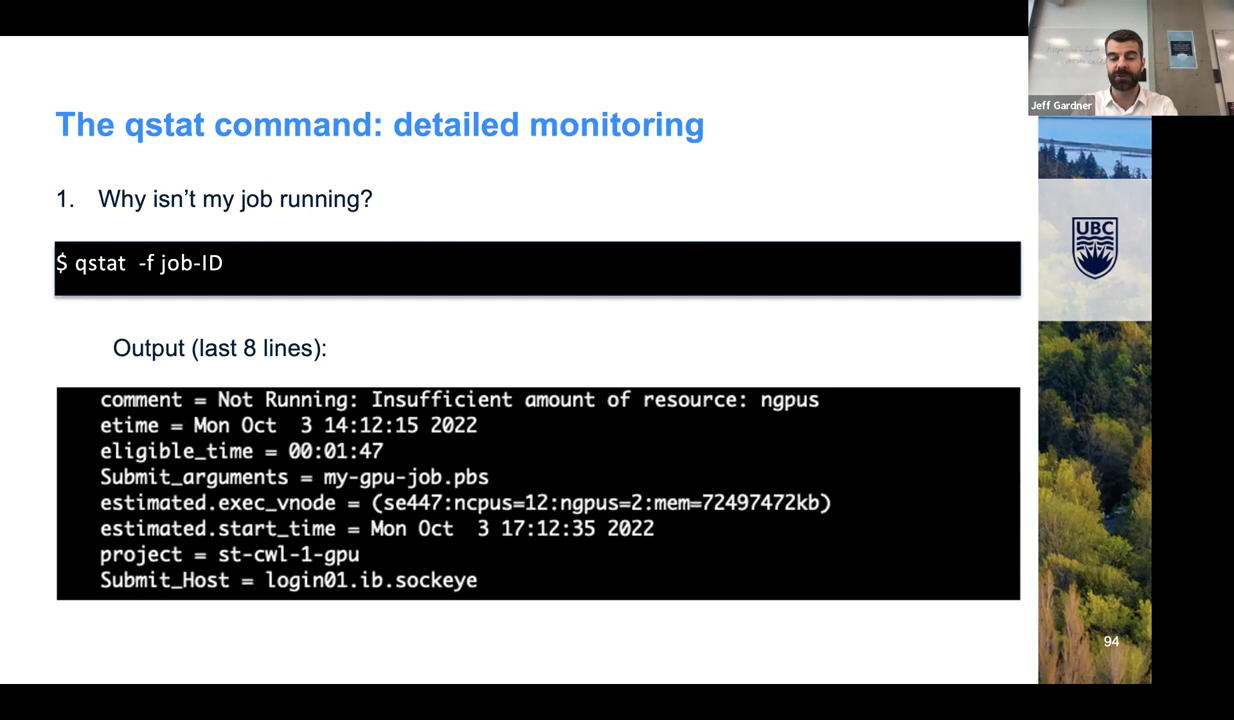 Jeff Gardner
The qstat command: detailed monitoring
1. Why isn't my job running?
UBC
$ qstat -f job-ID
Output (last 8 lines):
comment = Not Running: Insufficient amount of resource: ngpus
etime = Mon Oct  3 14:12:15 2022
eligible_time = 00:01:47
Submit_arguments = my-gpu-job.pbs
estimated.exec_vnode = (se447:ncpus=12:ngpus=2:mem=72497472kb)
estimated.start_time = Mon Oct  3 17:12:35 2022
project = st-cwl-1-gpu
Submit_Host = login01.ib.sockeye
94